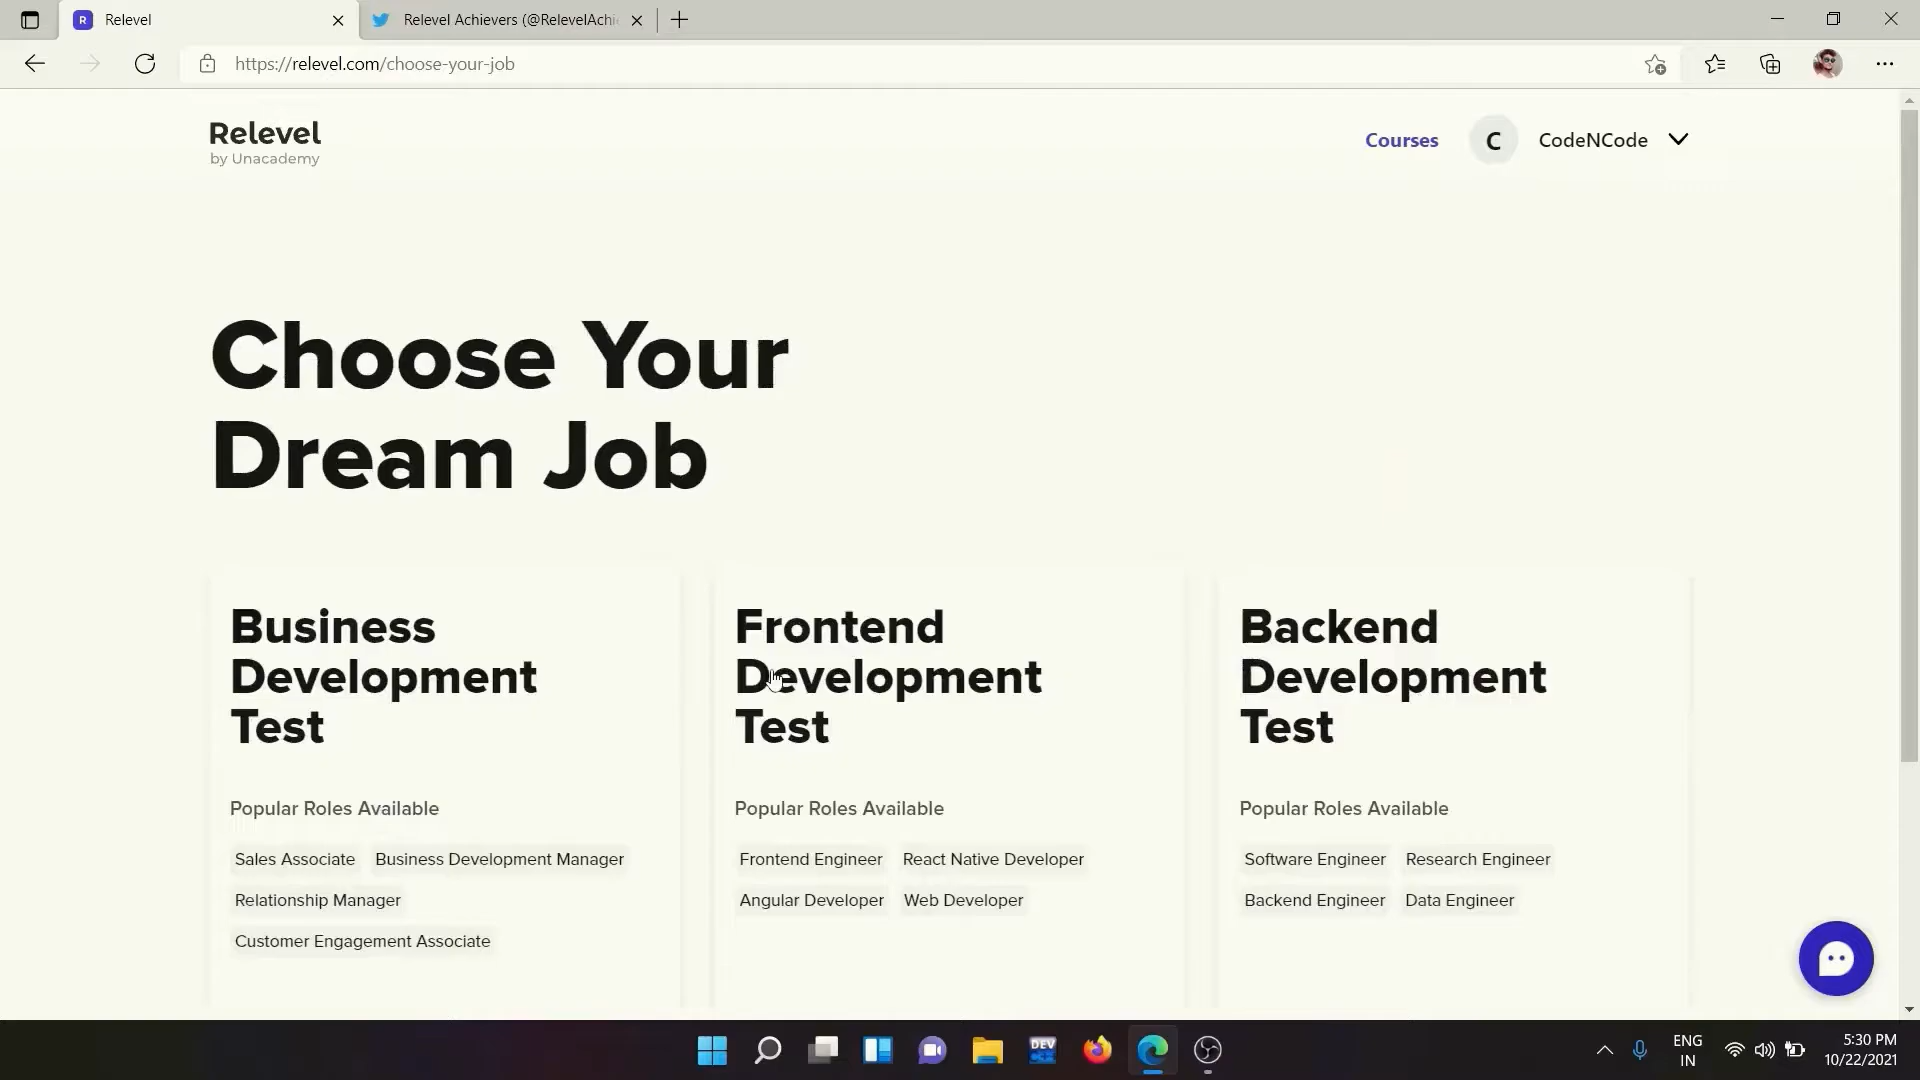 Relevel
Relevel Achievers (@RelevelAchi
https://relevel.com/choose-your-job
Relevel
by Unacademy
Courses
C
CodeNCode
Choose Your
Dream Job
Business
Development
Test
Popular Roles Available
Sales Associate
Business Development Manager
Relationship Manager
Customer Engagement Associate
Frontend
Development
Test
Popular Roles Available
Frontend Engineer
React Native Developer
Angular Developer
Web Developer
Backend
Development
Test
Popular Roles Available
Software Engineer
Research Engineer
Backend Engineer
Data Engineer
DEV
ENG
IN
5:30 PM
10/22/2021